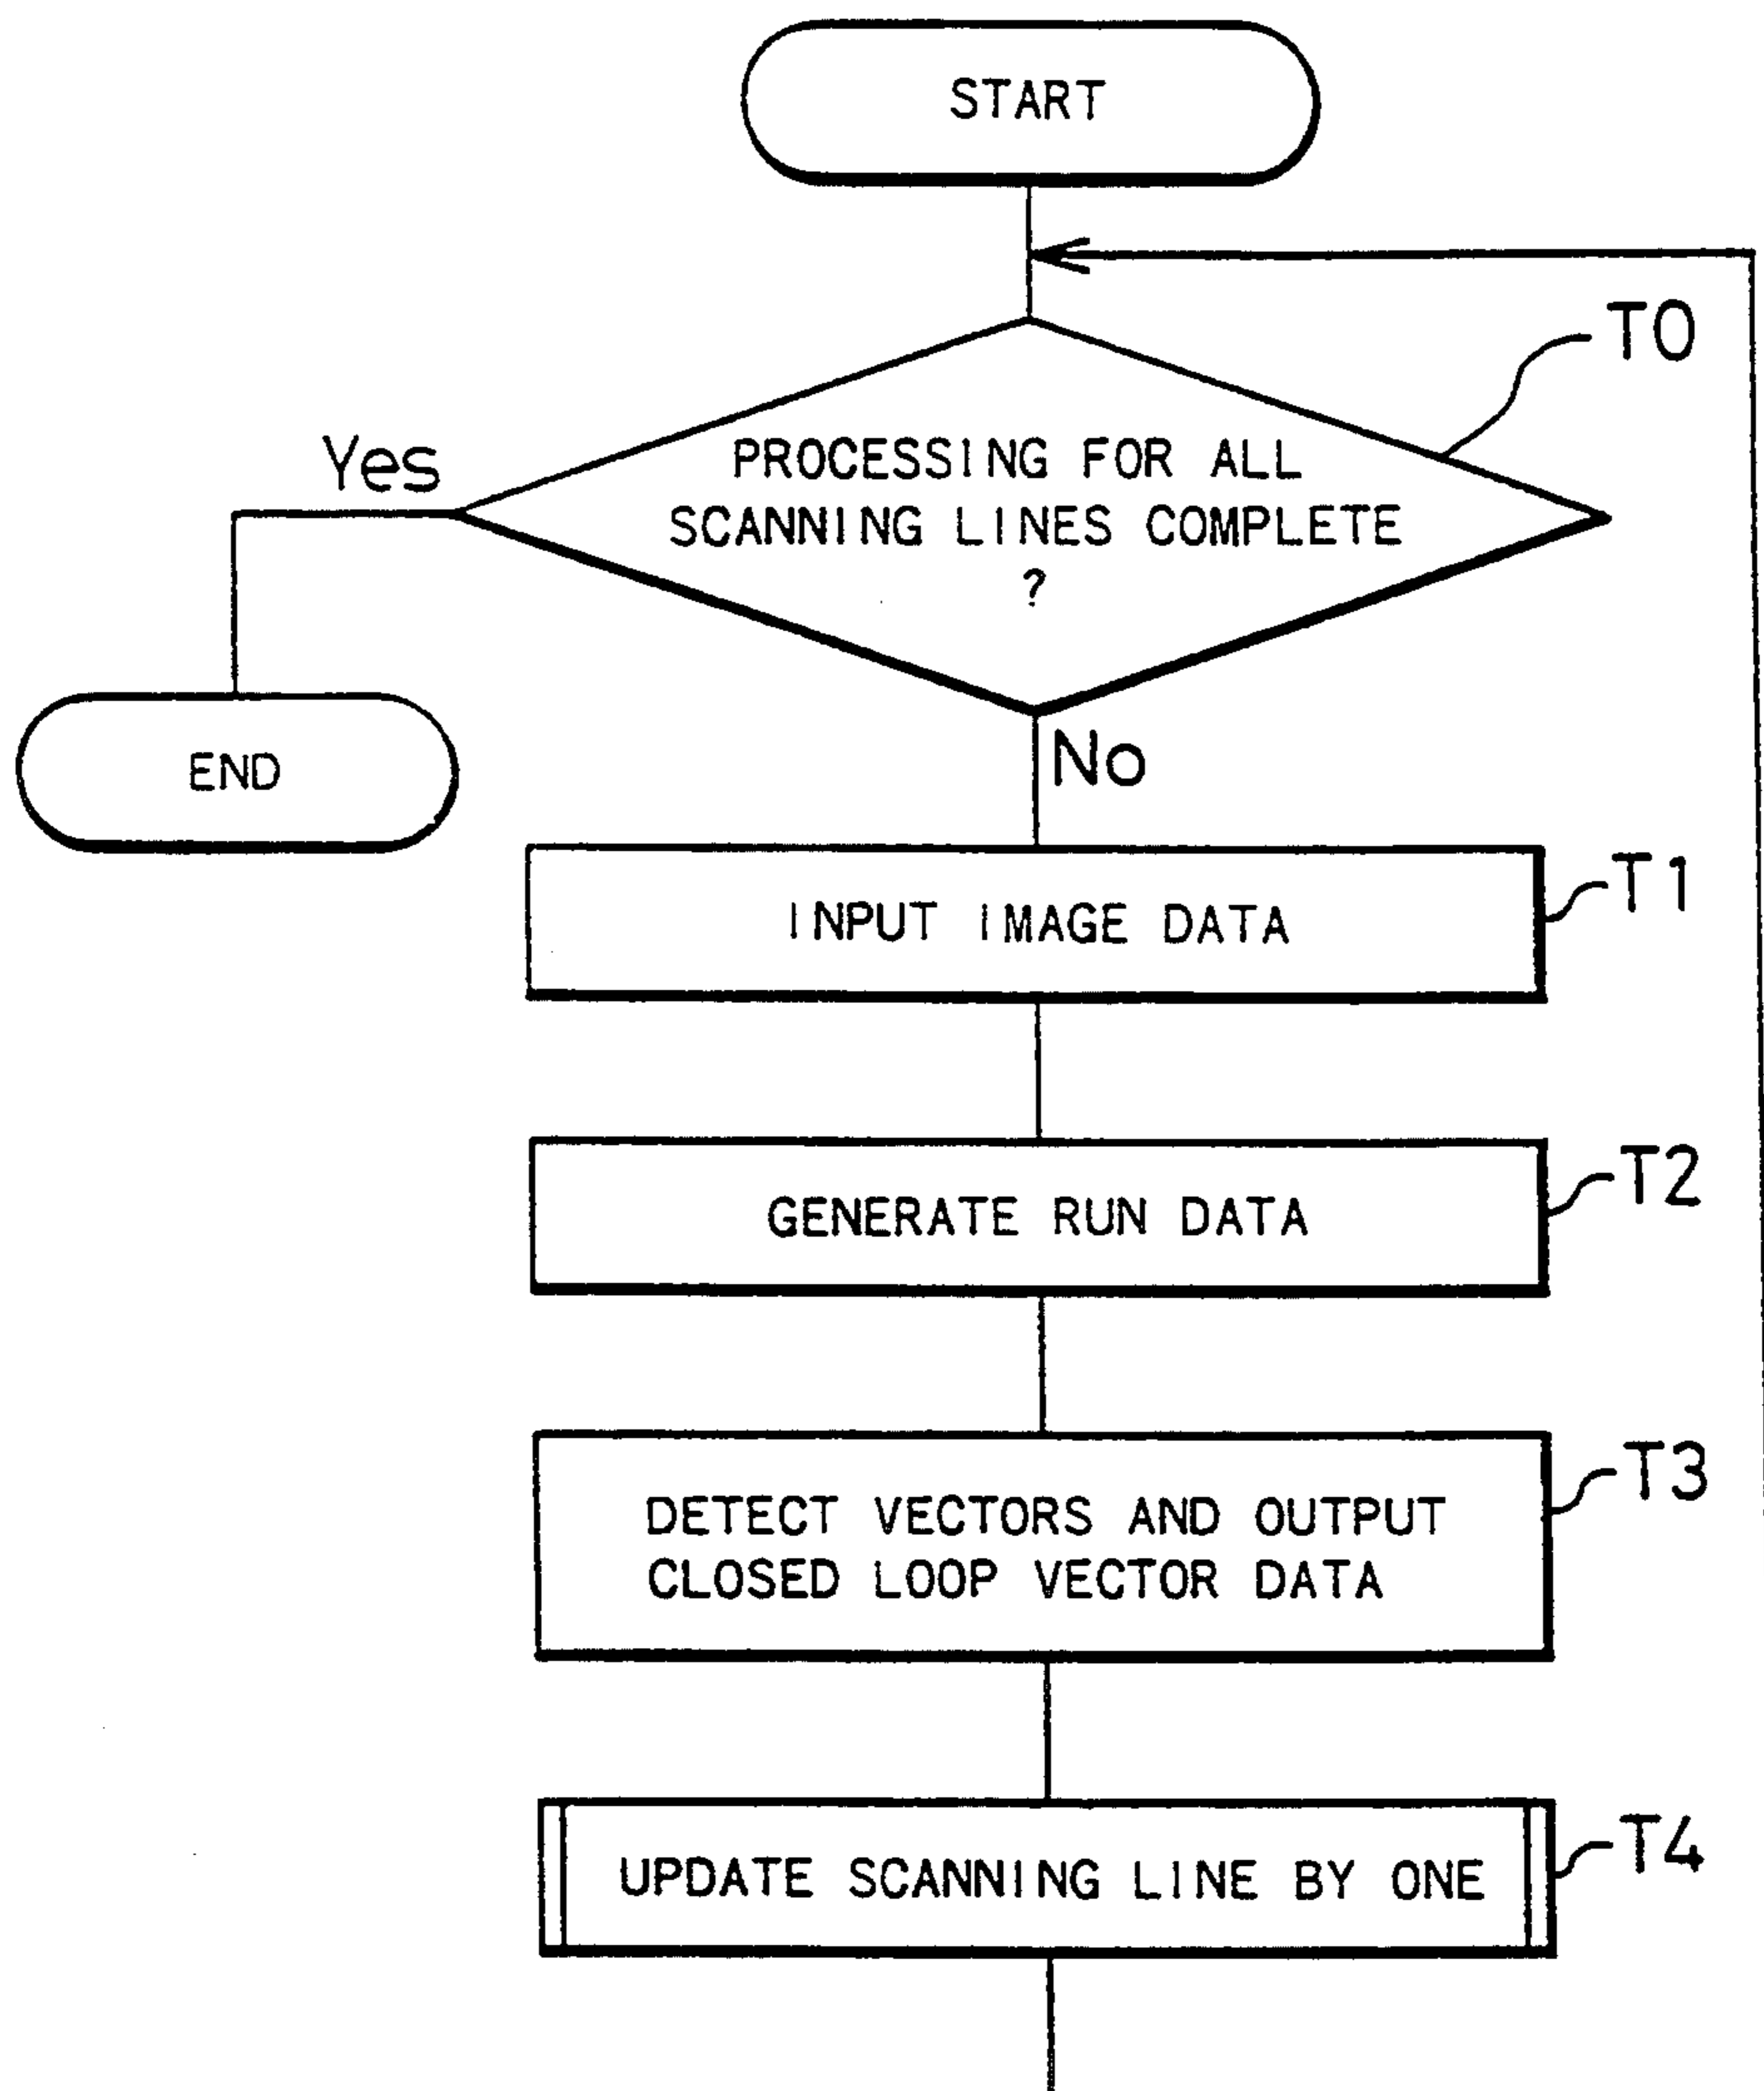 START
T0
PROCESSING FOR ALL
SCANNING LINES COMPLETE
?
Yes
No
END
INPUT IMAGE DATA
T1
GENERATE RUN DATA
T2
DETECT VECTORS AND OUTPUT
CLOSED LOOP VECTOR DATA
T3
UPDATE SCANNING LINE BY ONE
T4